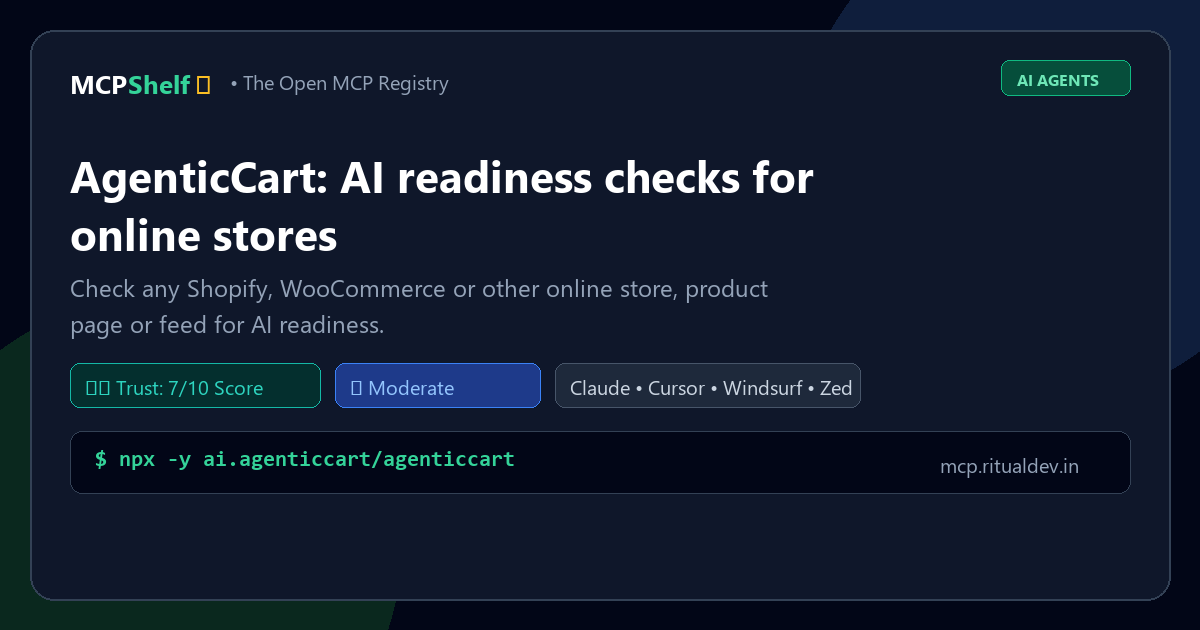 MCPShelf • The Open MCP Registry
AI AGENTS
AgenticCart: AI readiness checks for
online stores
Check any Shopify, WooCommerce or other online store, product
page or feed for AI readiness.
Trust: 7/10 Score
Moderate
Claude • Cursor • Windsurf • Zed
$ npx -y ai.agenticcart/agenticcart
mcp.ritualdev.in